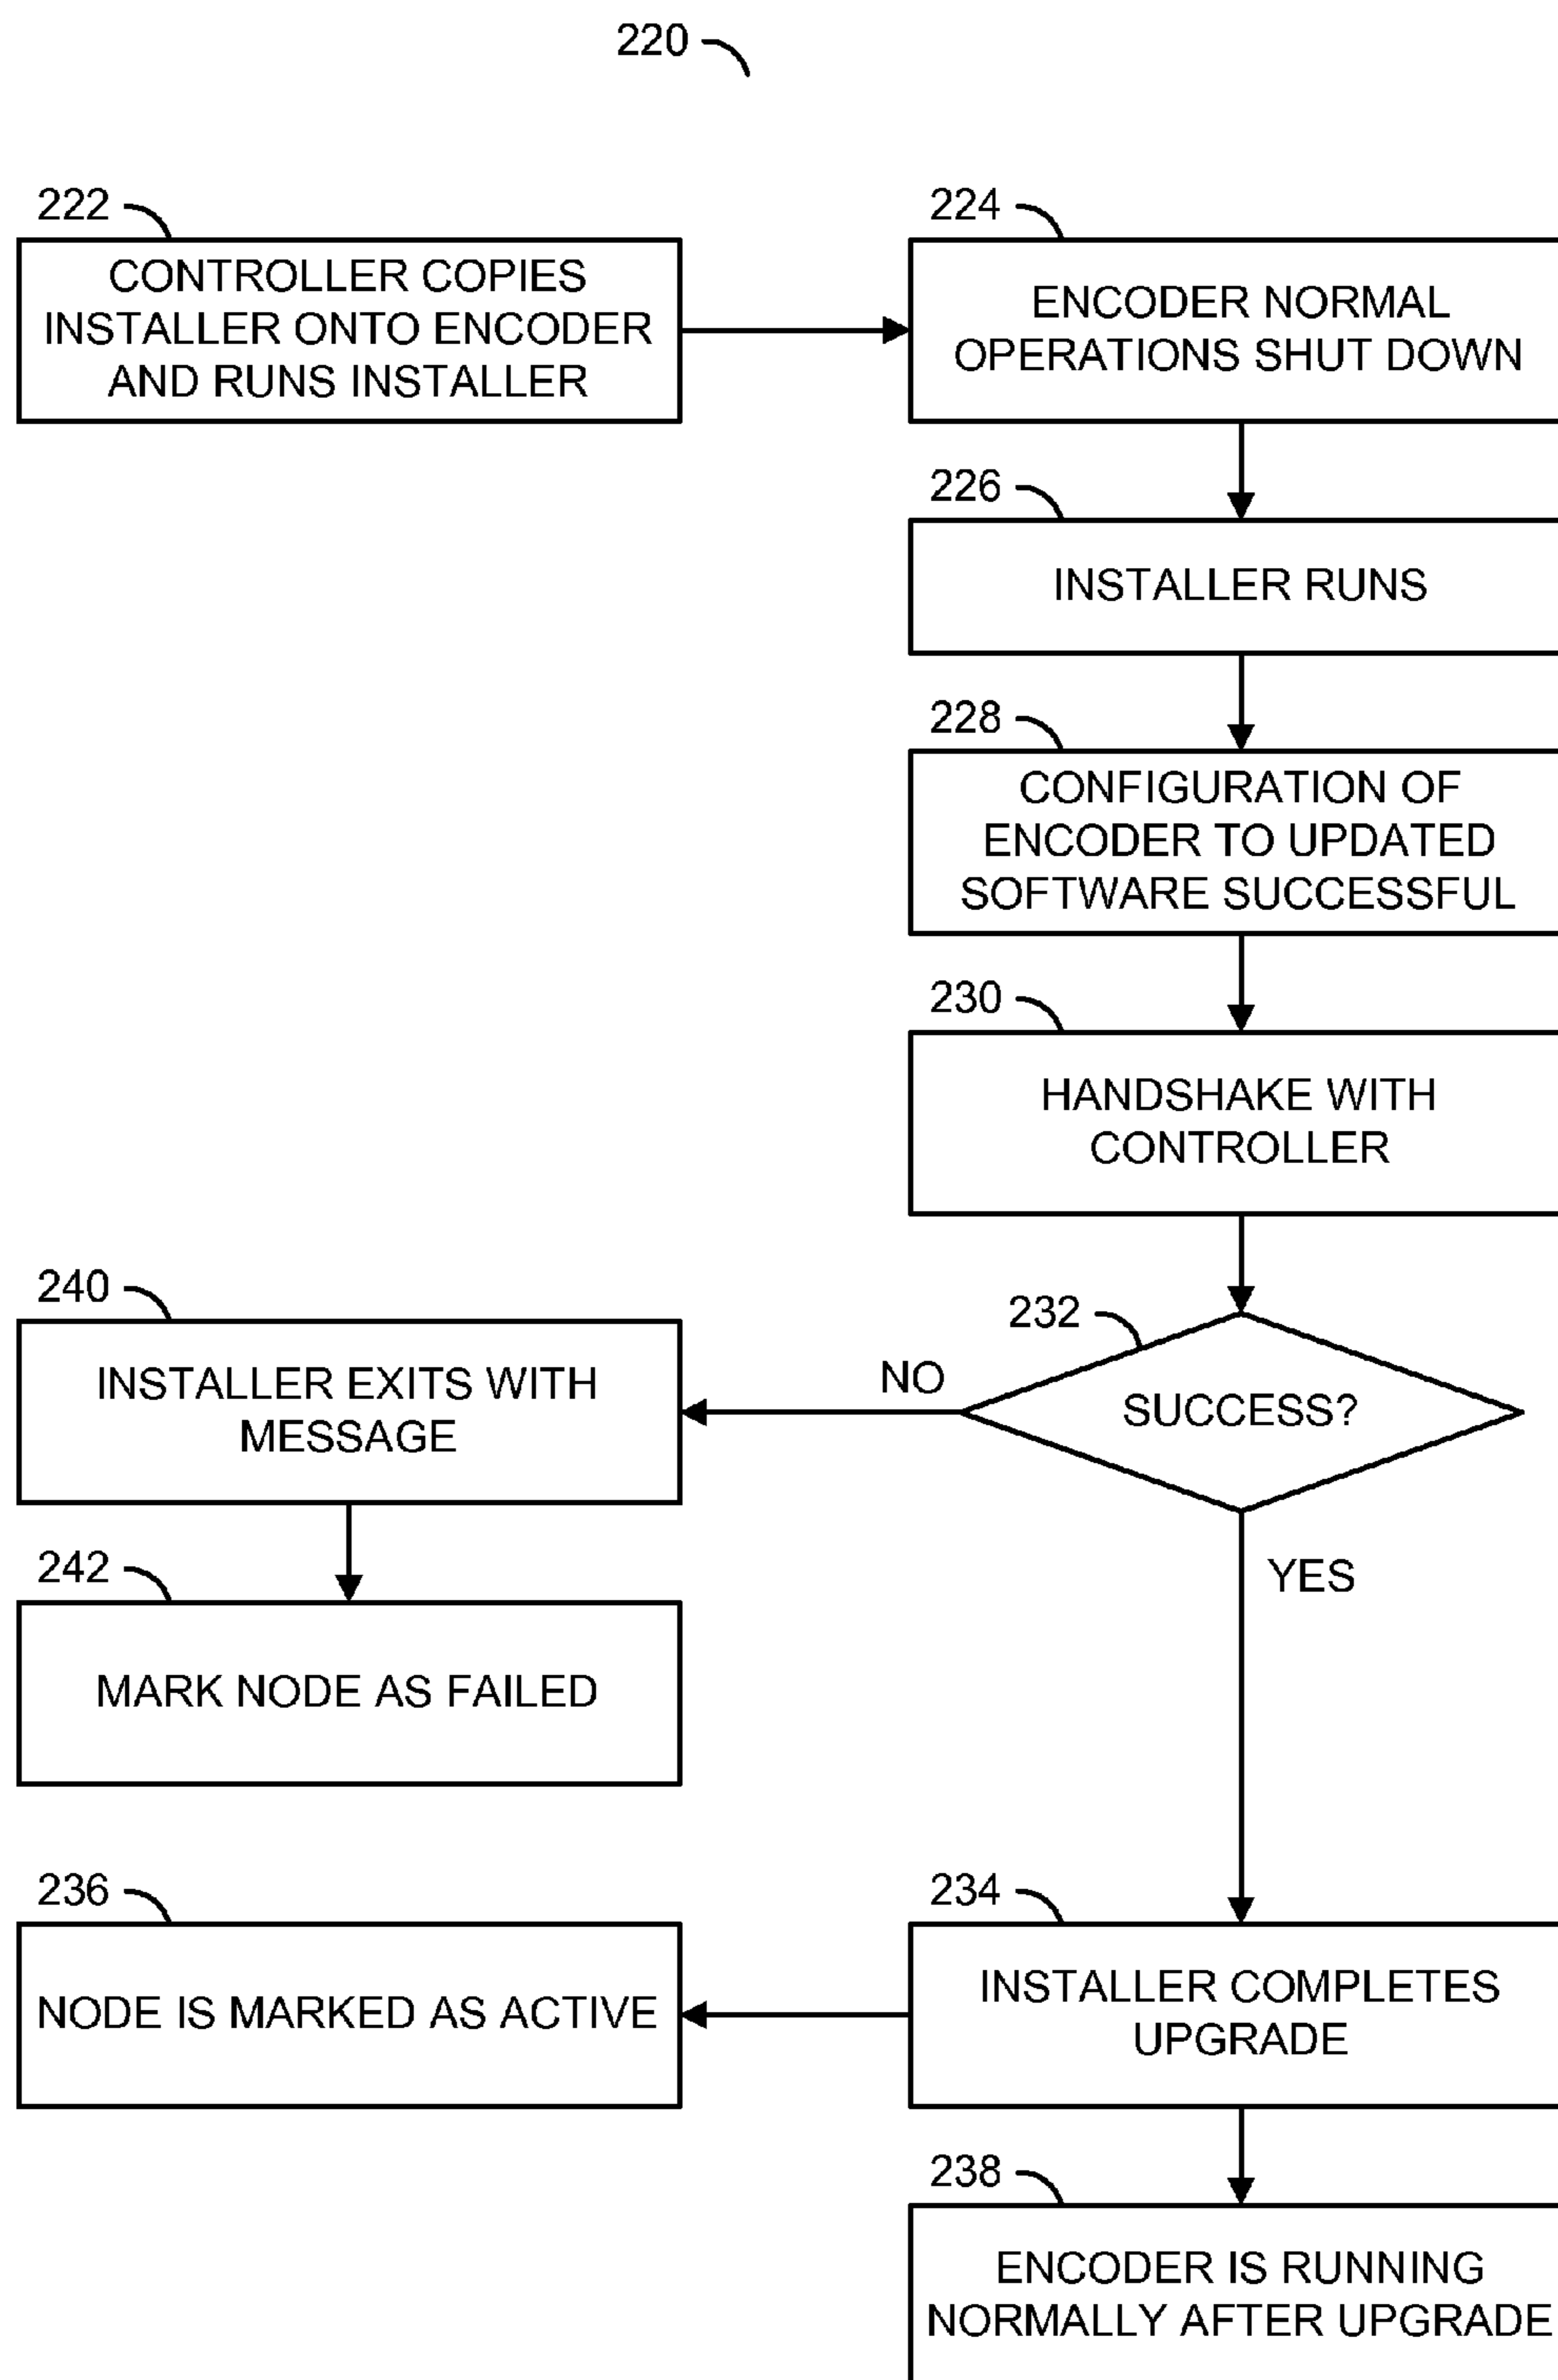 220
222
CONTROLLER COPIES
INSTALLER ONTO ENCODER
AND RUNS INSTALLER
224
ENCODER NORMAL
OPERATIONS SHUT DOWN
226
INSTALLER RUNS
228
CONFIGURATION OF
ENCODER TO UPDATED
SOFTWARE SUCCESSFUL
230
HANDSHAKE WITH
CONTROLLER
232
SUCCESS?
NO
240
INSTALLER EXITS WITH
MESSAGE
242
MARK NODE AS FAILED
YES
234
INSTALLER COMPLETES
UPGRADE
236
NODE IS MARKED AS ACTIVE
238
ENCODER IS RUNNING
NORMALLY AFTER UPGRADE